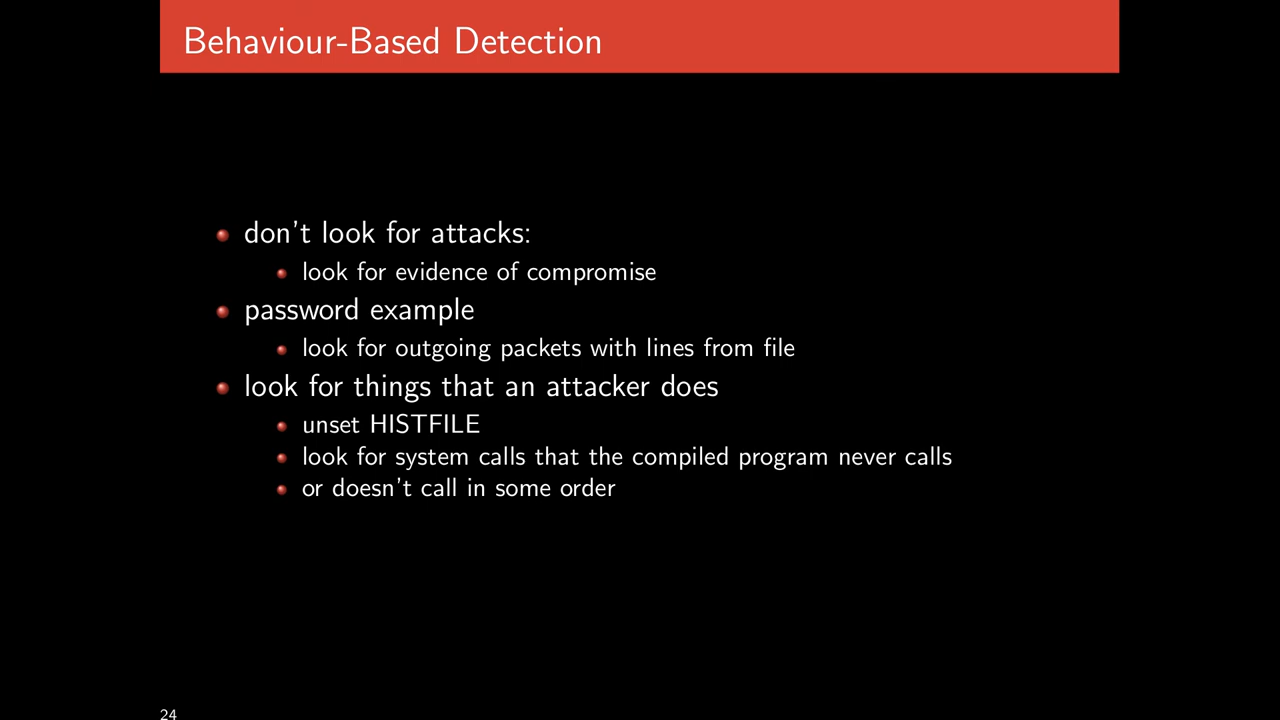 Behaviour-Based Detection
don't look for attacks:
look for evidence of compromise
password example
look for outgoing packets with lines from file
look for things that an attacker does
unset HISTFILE
look for system calls that the compiled program never calls
or doesn't call in some order
24